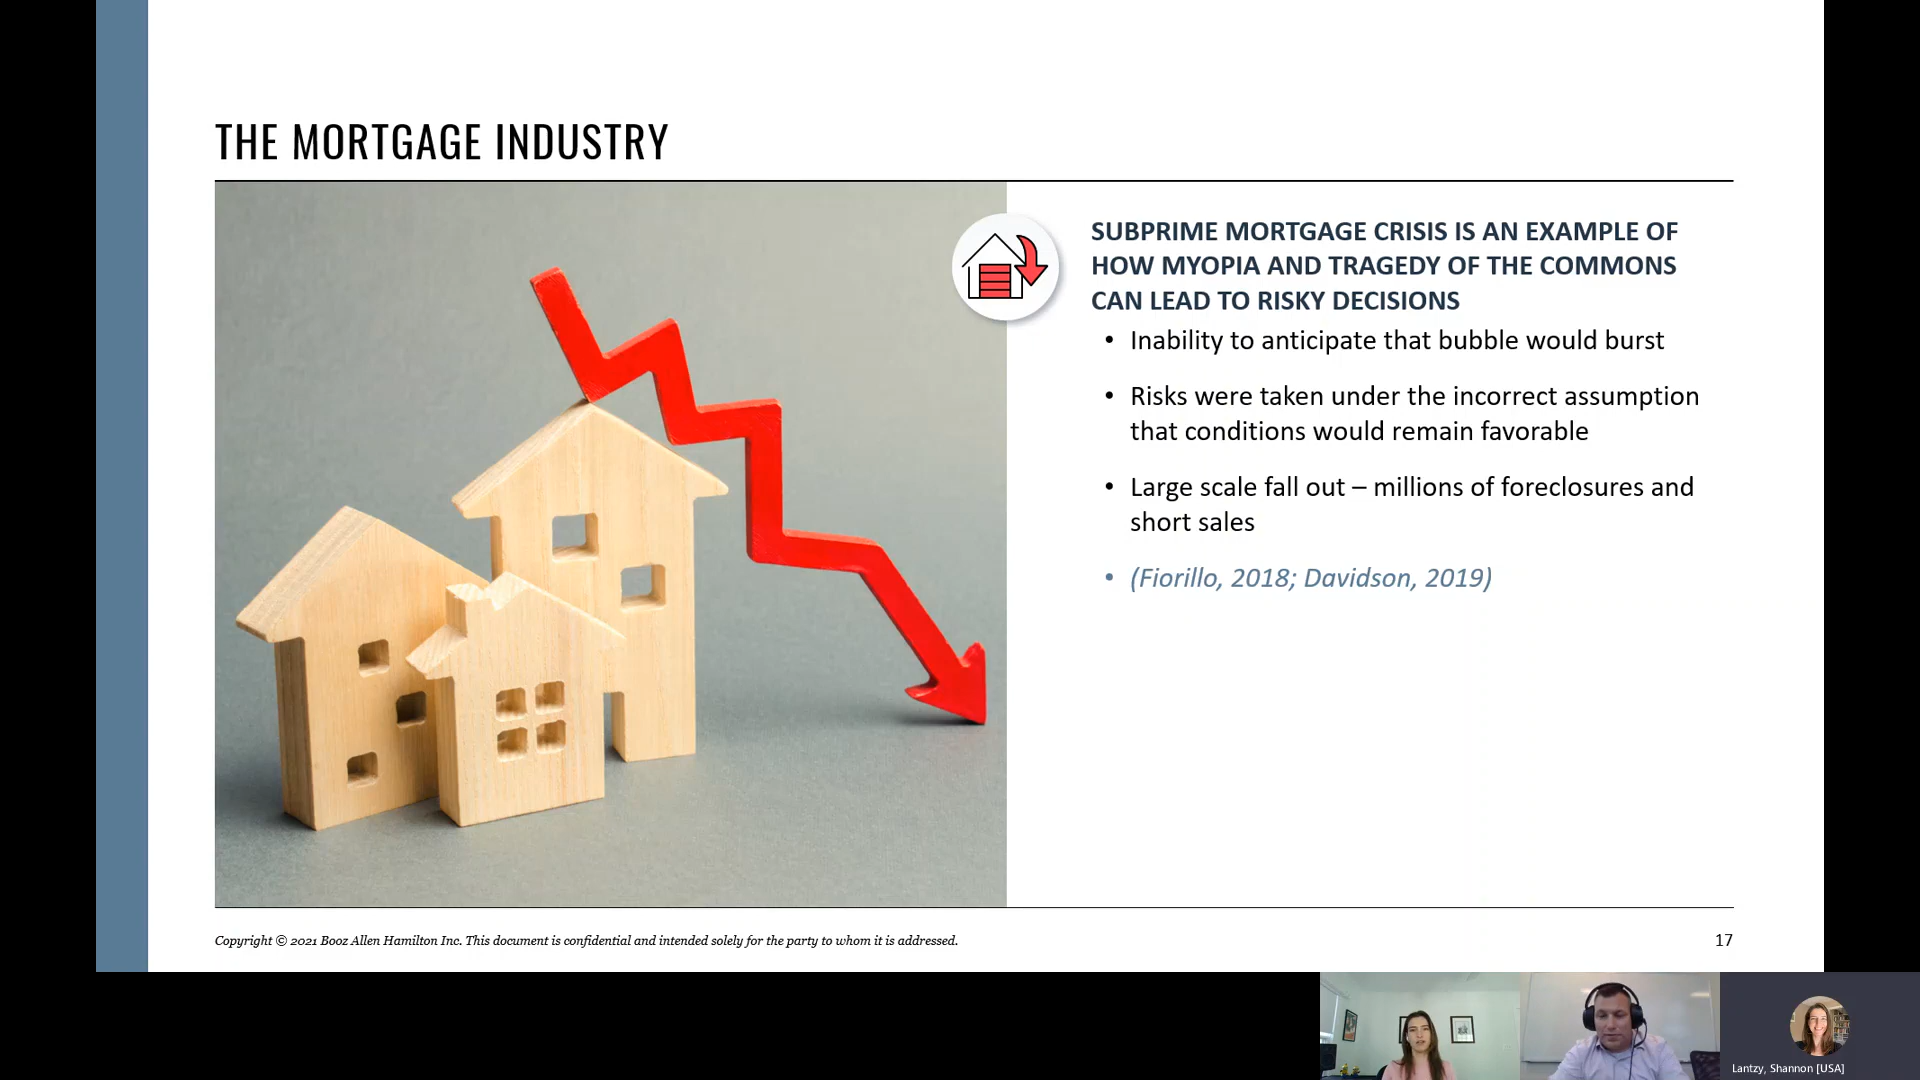 THE MORTGAGE INDUSTRY
SUBPRIME MORTGAGE CRISIS IS AN EXAMPLE OF
HOW MYOPIA AND TRAGEDY OF THE COMMONS
CAN LEAD TO RISKY DECISIONS
• Inability to anticipate that bubble would burst
• Risks were taken under the incorrect assumption
that conditions would remain favorable
• Large scale fall out – millions of foreclosures and
short sales
• (Fiorillo, 2018; Davidson, 2019)
Copyright © 2021 Booz Allen Hamilton Inc. This document is confidential and intended solely for the party to whom it is addressed.
17
Lantzy, Shannon [USA]